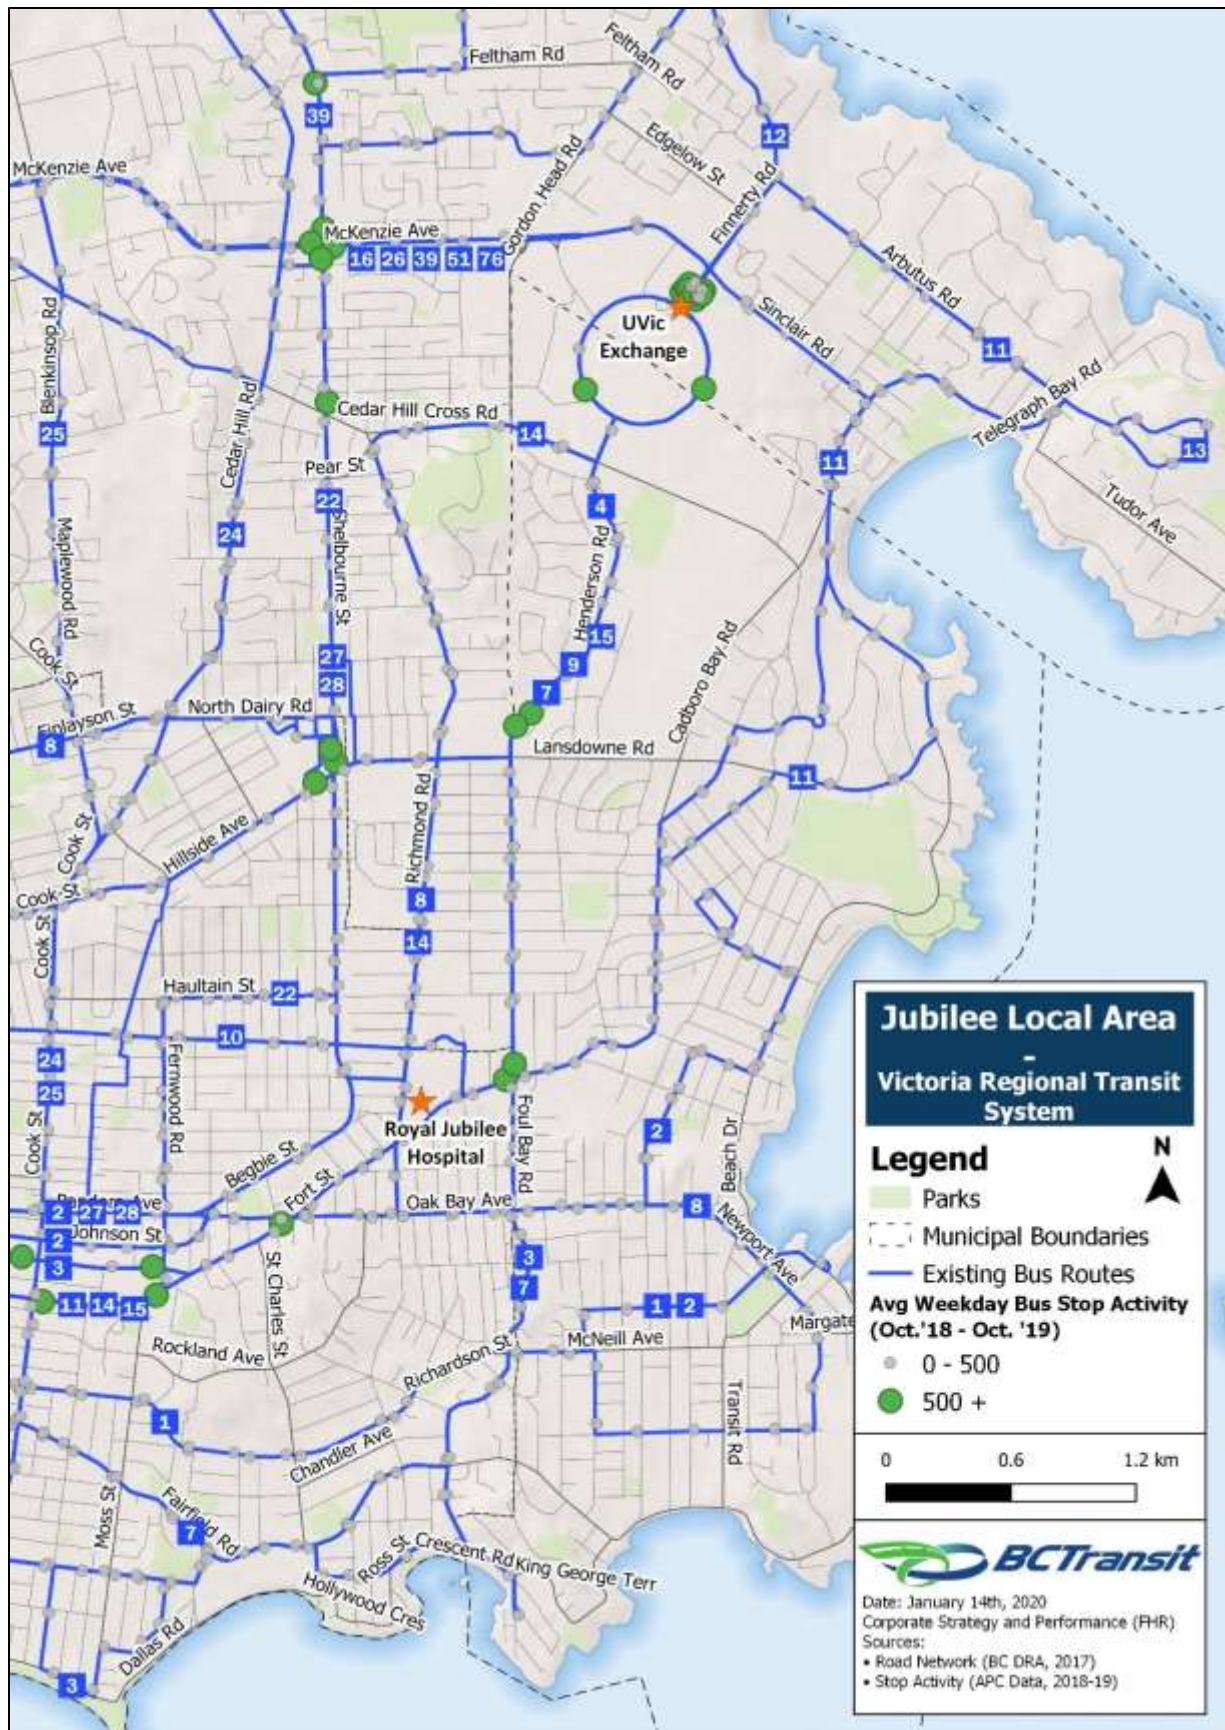 Feltham Rd
Feltham Rd
39
12
Edgelow St
McKenzie Ave
Gordon Head Rd
Finnerty Rd
McKenzie Ave
16 26 39 51 76
Arbutus Rd
Blenkinsop Rd
UVic
Exchange
Sinclair Rd
11
Telegraph Bay Rd
Cedar Hill Rd
Cedar Hill Cross Rd
25
14
13
11
Pear St
22
4
Tudor Ave
24
Shelbourne St
Maplewood Rd
Henderson Rd
15
Cook St
27
9
28
7
Cadboro Bay Rd
North Dairy Rd
Finlayson St
8
Lansdowne Rd
11
Richmond Rd
Cook St
Hillside Ave
Cook St
8
Cook St
14
Haultain St
22
10
24
25
Fernwood Rd
Royal Jubilee
Hospital
Foul Bay Rd
2
Beach Dr
Cook St
Begbie St
Fort St
Pandora Ave
2 27 28
Oak Bay Ave
8
Newport Ave
Johnson St
2
3
St Charles St
3
7
11 14 15
1 2
McNeill Ave
Margate
Rockland Ave
Richardson St
Transit Rd
1
Chandler Ave
Moss St
Fairfield Rd
7
Ross St
Crescent Rd
King George Terr
Hollywood Cres
Dallas Rd
3
Jubilee Local Area
-
Victoria Regional Transit
System
Legend
N
Parks
Municipal Boundaries
Existing Bus Routes
Avg Weekday Bus Stop Activity
(Oct.'18 - Oct. '19)
0 - 500
500 +
0 0.6 1.2 km
BCTransit
Date: January 14th, 2020
Corporate Strategy and Performance (FHR)
Sources:
• Road Network (BC DRA, 2017)
• Stop Activity (APC Data, 2018-19)